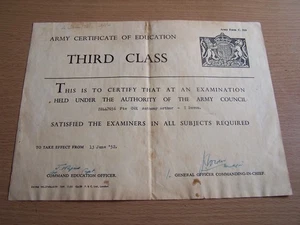 ARMY CERTIFICATE OF EDUCATION
THIRD CLASS
THIS IS TO CERTIFY THAT AT AN EXAMINATION
HELD UNDER THE AUTHORITY OF THE ARMY COUNCIL
SATISFIED THE EXAMINERS IN ALL SUBJECTS REQUIRED
TO TAKE EFFECT FROM 12 June
COMMAND EDUCATION OFFICER.
GENERAL OFFICER COMMANDING-IN-CHIEF.